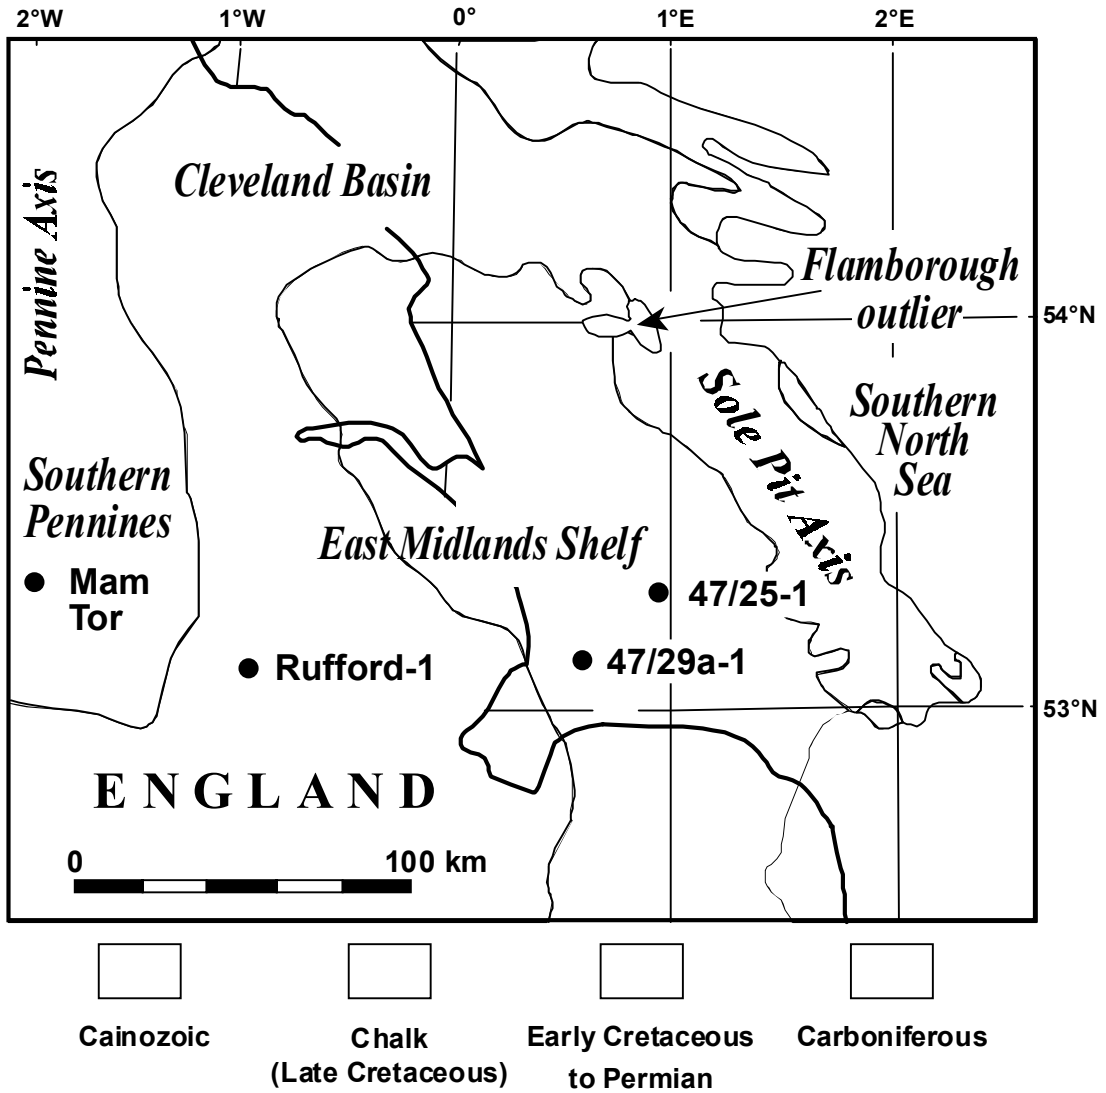 2°W 1°W 0° 1°E 2°E
Cleveland Basin
Pennine Axis
Flamborough
outlier
54°N
Sole Pit Axis
Southern
North
Sea
Southern
Pennines
East Midlands Shelf
Mam
Tor
47/25-1
47/29a-1
Rufford-1
53°N
ENGLAND
0 100 km
Cainozoic
Chalk
(Late Cretaceous)
Early Cretaceous
to Permian
Carboniferous